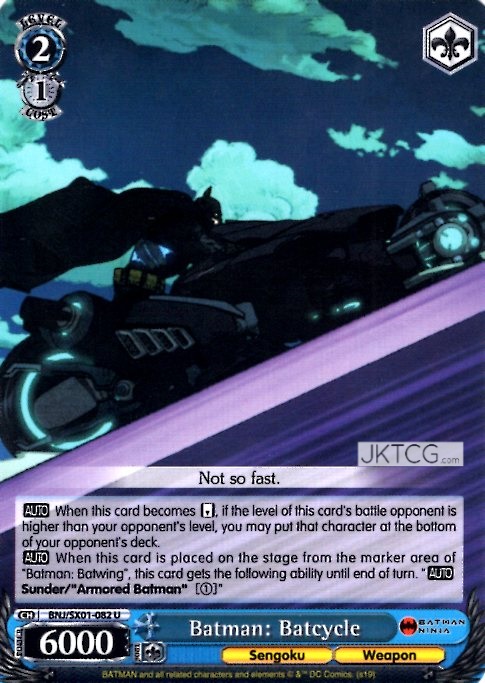 LEVEL
2
1
COST
JKTCG.com
Not so fast.
AUTO When this card becomes , if the level of this card's battle opponent is
higher than your opponent's level, you may put that character at the bottom
of your opponent's deck.
AUTO When this card is placed on the stage from the marker area of
"Batman: Batwing", this card gets the following ability until end of turn. "AUTO
Sunder/"Armored Batman" [①]"
CH BNJ/SX01-082 U
POWER 6000 SOUL Batman: Batcycle BATMAN NINJA
Sengoku Weapon
BATMAN and all related characters and elements © & ™ DC Comics. (s19)